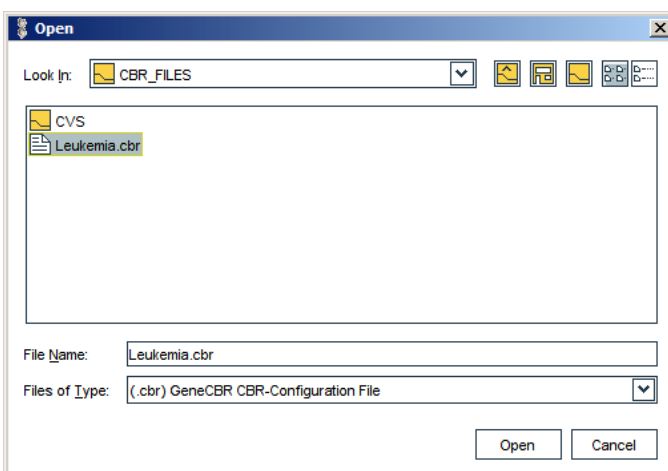 Open
Look In: CBR_FILES
CVS
Leukemia.cbr
File Name: Leukemia.cbr
Files of Type: (.cbr) GeneCBR CBR-Configuration File
Open Cancel